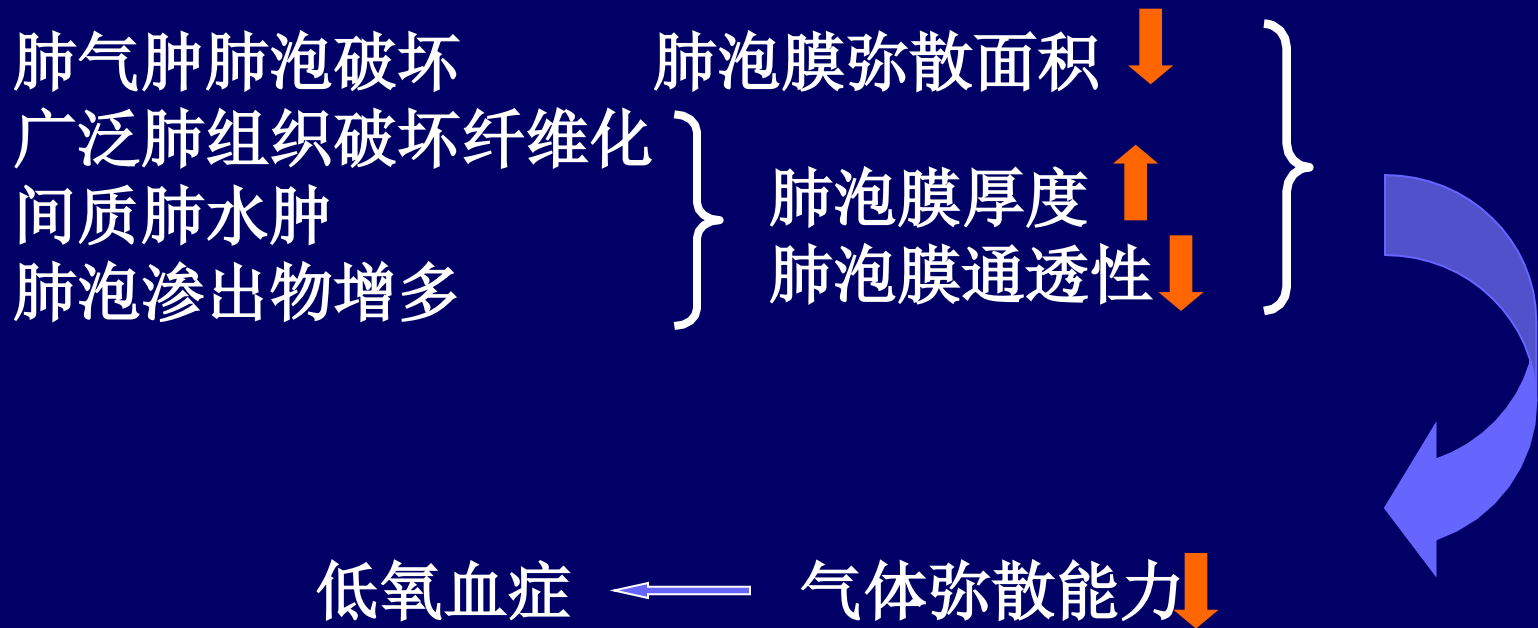 肺气肿肺泡破坏 肺泡膜弥散面积
广泛肺组织破坏纤维化
间质肺水肿 肺泡膜厚度
肺泡渗出物增多 肺泡膜通透性
低氧血症 气体弥散能力